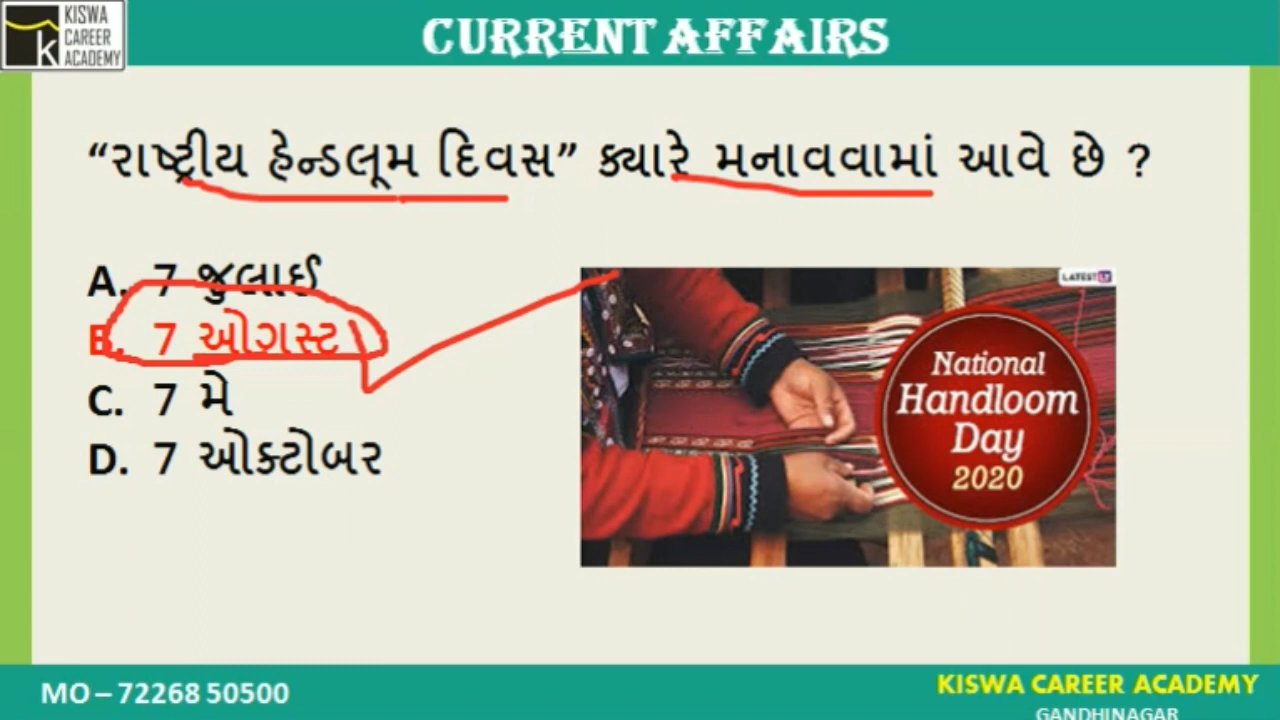 KISWA
CAREER
ACADEMY
CURRENT AFFAIRS
“રાષ્ટ્રીય હેન્ડલૂમ દિવસ” ક્યારે મનાવવામાં આવે છે ?
A. 7 જુલાઈ
B. 7 ઓગસ્ટ
C. 7 મે
D. 7 ઓક્ટોબર
LATESTLY
National
Handloom
Day
2020
MO – 72268 50500
KISWA CAREER ACADEMY
GANDHINAGAR